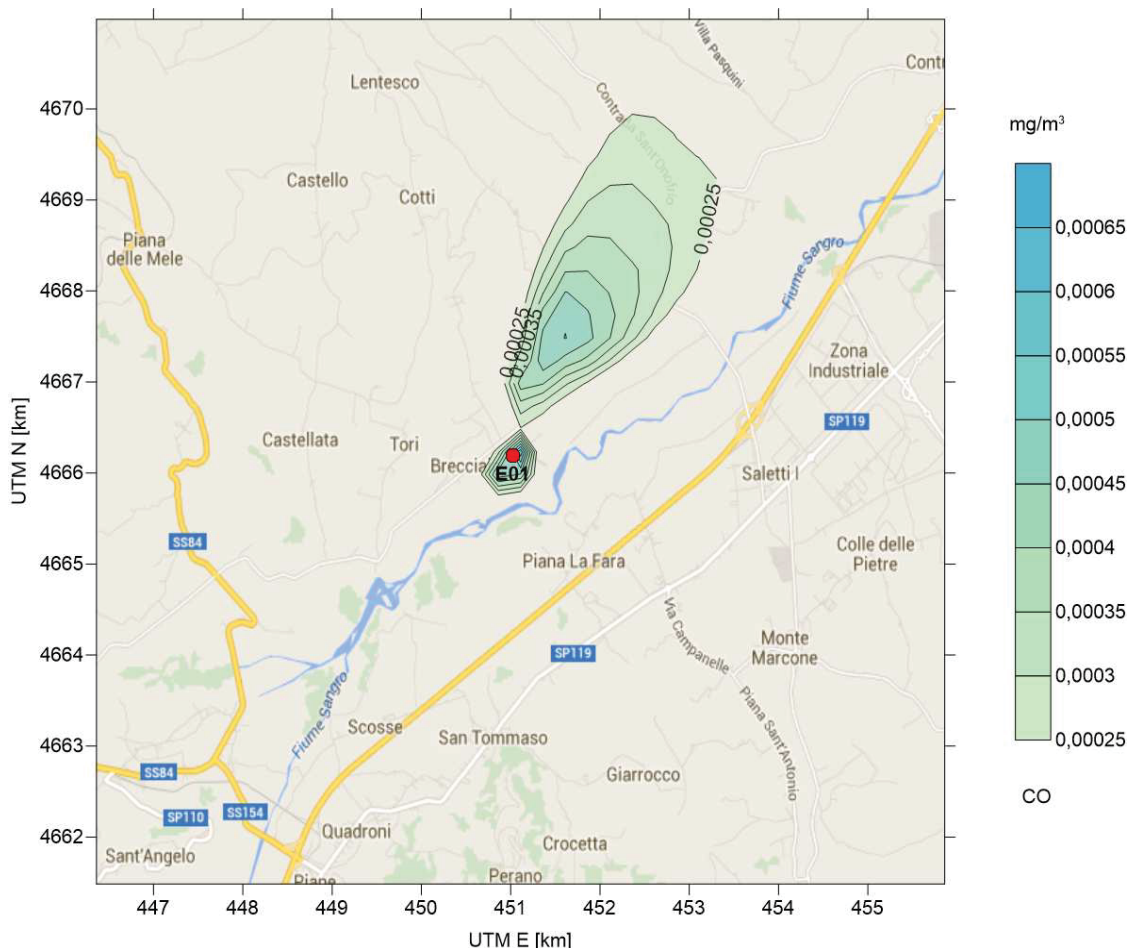 Villa Pasquini
Lentesco
Contrada Sant'Onofrio
Contr
4670
mg/m³
Castello
4669
Cotti
0,00025
0,00065
Piana
delle Mele
Fiume Sangro
4668
0,0006
0,00025
0,00035
0,00055
Zona
Industriale
4667
0,0005
SP119
Castellata
Tori
Breccia
E01
Saletti I
4666
0,00045
UTM N [km]
SS84
Piana La Fara
Colle delle
Pietre
0,0004
4665
0,00035
Via Campanelle
Monte
Marcone
SP119
4664
0,0003
Fiume Sangro
Piana Sant'Antonio
Scosse
San Tommaso
4663
0,00025
SS84
Giarrocco
CO
SP110
SS154
Quadroni
4662
Crocetta
Sant'Angelo
Perano
Piane
447
448
449
450
451
452
453
454
455
UTM E [km]